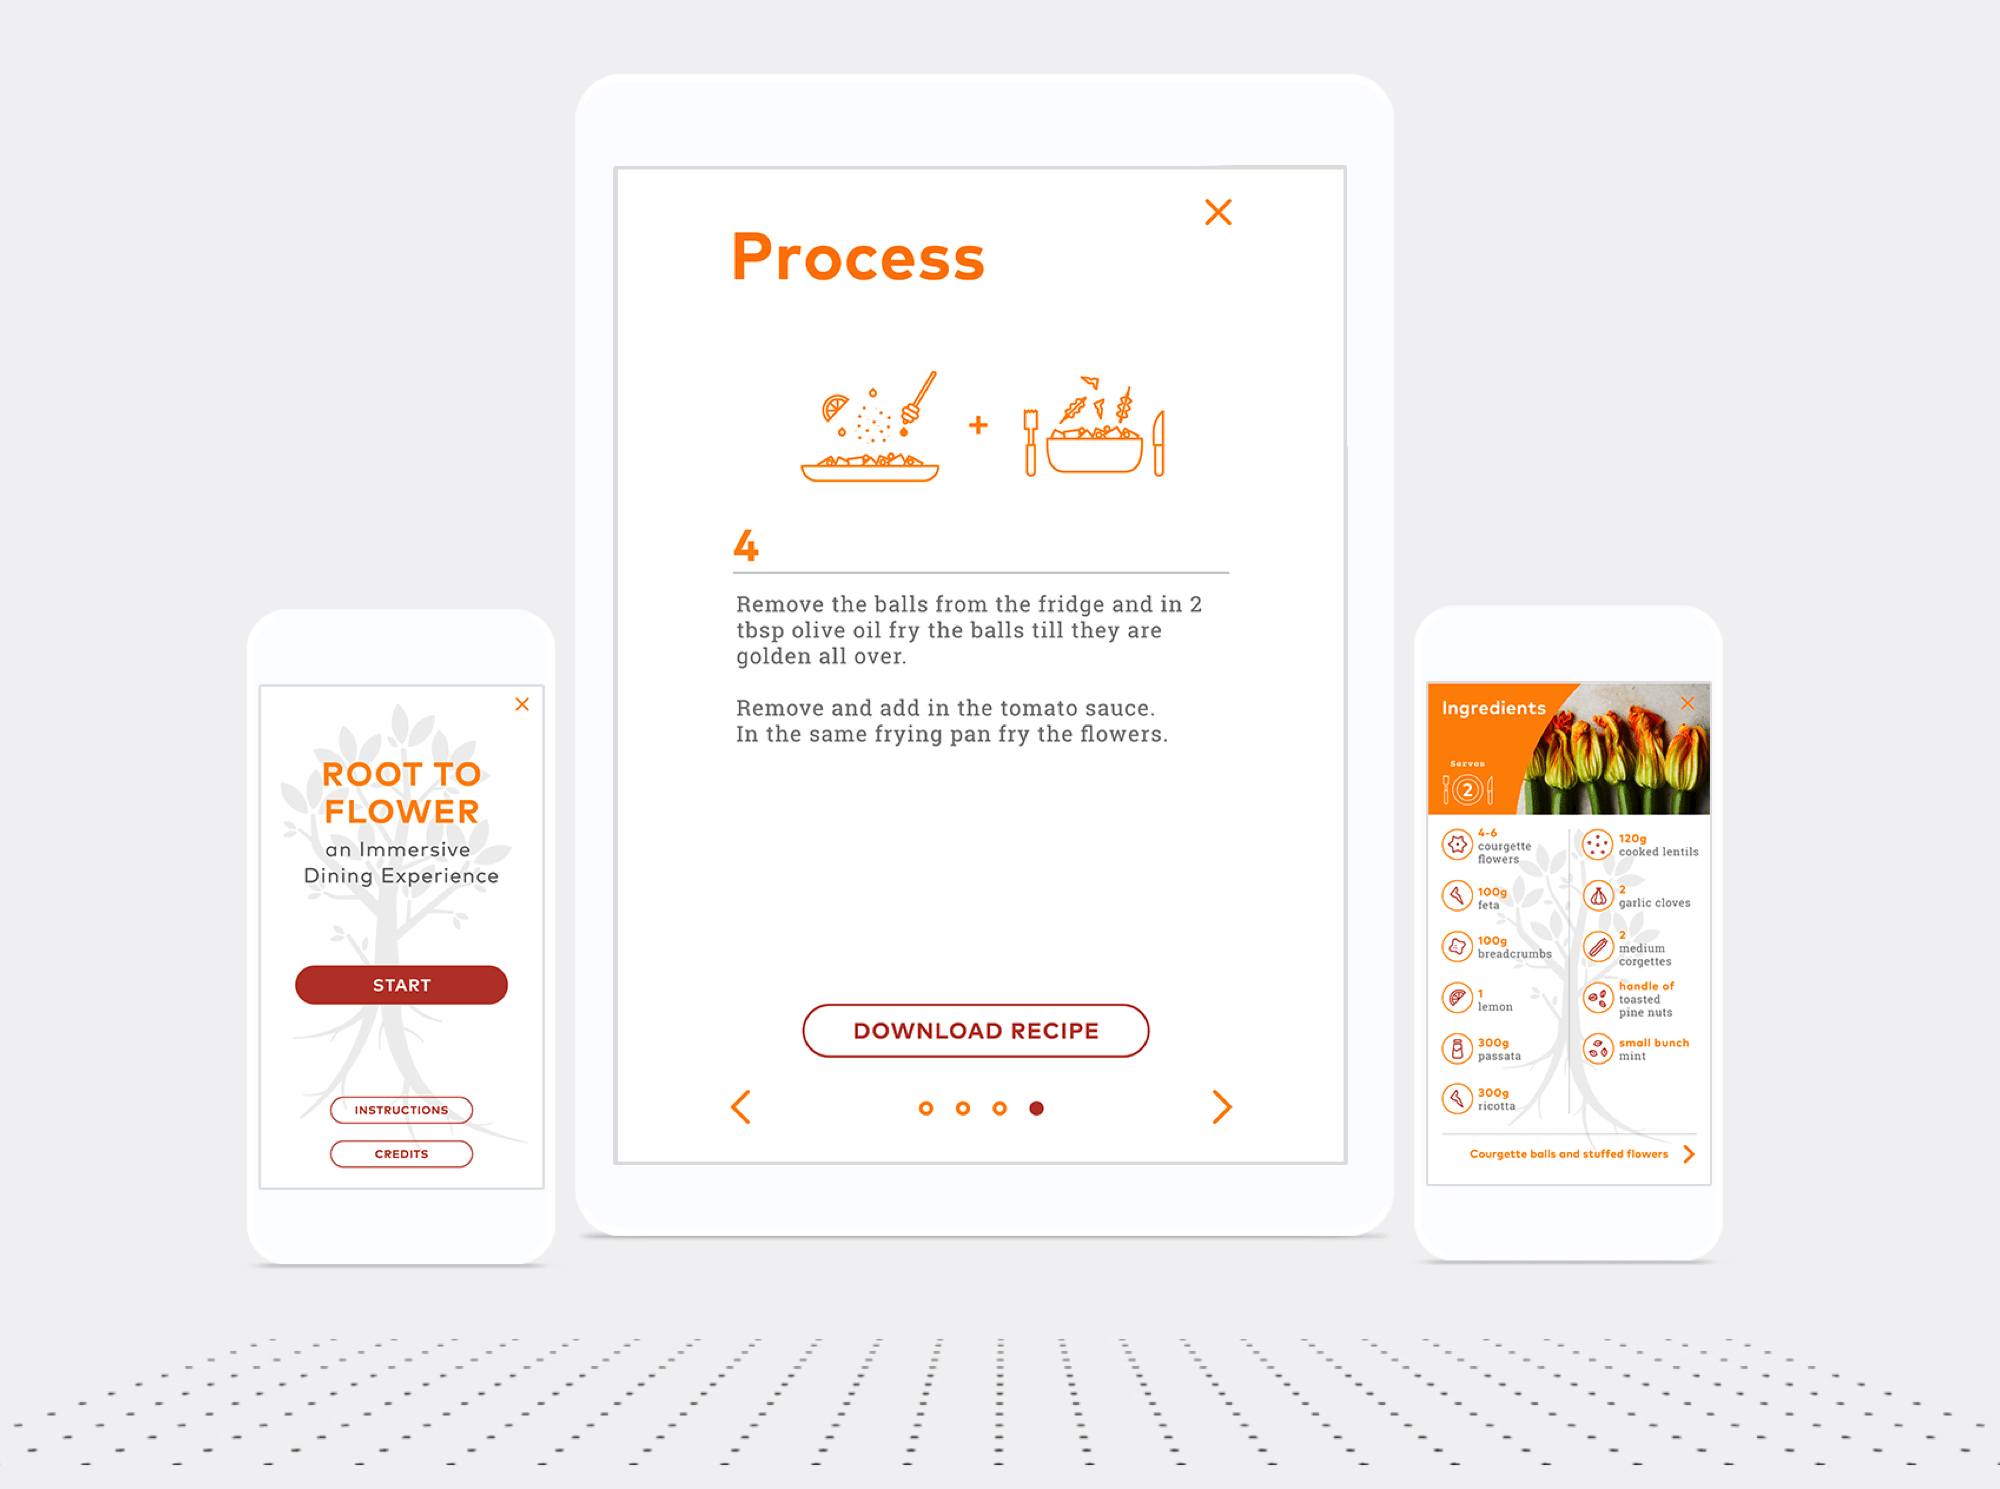 ROOT TO
FLOWER
an Immersive
Dining Experience
START
INSTRUCTIONS
CREDITS
Process
+
4
Remove the balls from the fridge and in 2
tbsp olive oil fry the balls till they are
golden all over.
Remove and add in the tomato sauce.
In the same frying pan fry the flowers.
DOWNLOAD RECIPE
Ingredients
Serves
2
4-6
courgette
flowers
100g
feta
100g
breadcrumbs
1
lemon
300g
passata
300g
ricotta
120g
cooked lentils
2
garlic cloves
2
medium
corgettes
handle of
toasted
pine nuts
small bunch
mint
Courgette balls and stuffed flowers